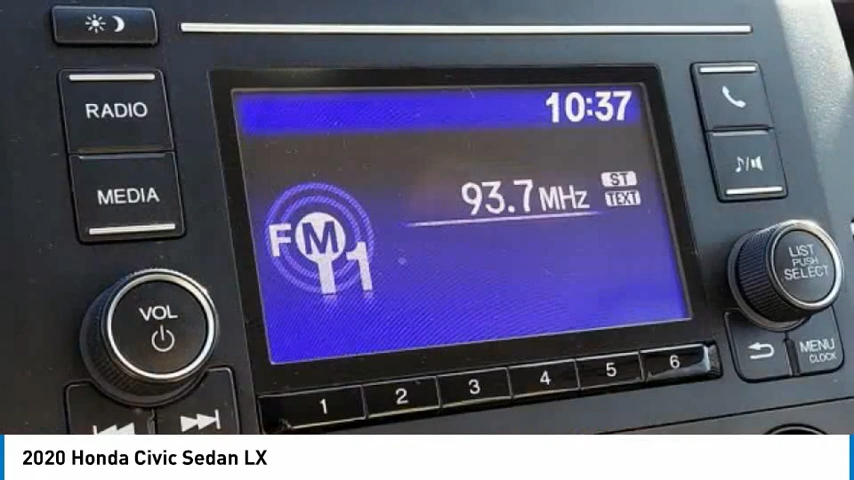 10:37
RADIO
MEDIA
93.7 MHz
ST
TEXT
FM
1
VOL
LIST
PUSH
SELECT
MENU
CLOCK
1 2 3 4 5 6
2020 Honda Civic Sedan LX